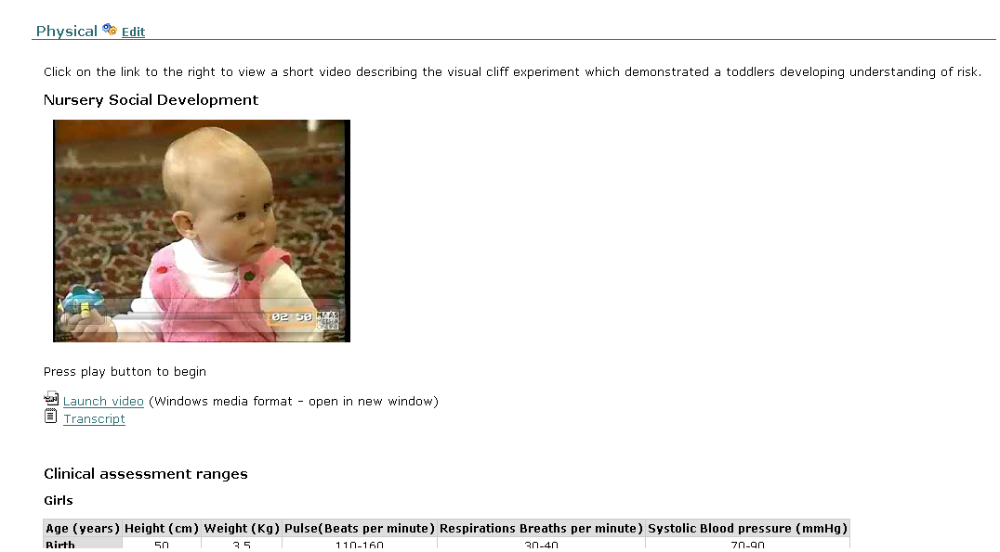 Physical Edit
Click on the link to the right to view a short video describing the visual cliff experiment which demonstrated a toddlers developing understanding of risk.
Nursery Social Development
02:50
Press play button to begin
Launch video (Windows media format - open in new window)
Transcript
Clinical assessment ranges
Girls
Age (years) Height (cm) Weight (Kg) Pulse(Beats per minute) Respirations Breaths per minute) Systolic Blood pressure (mmHg)
Birth 50 3.5 110-160 30-40 70-90